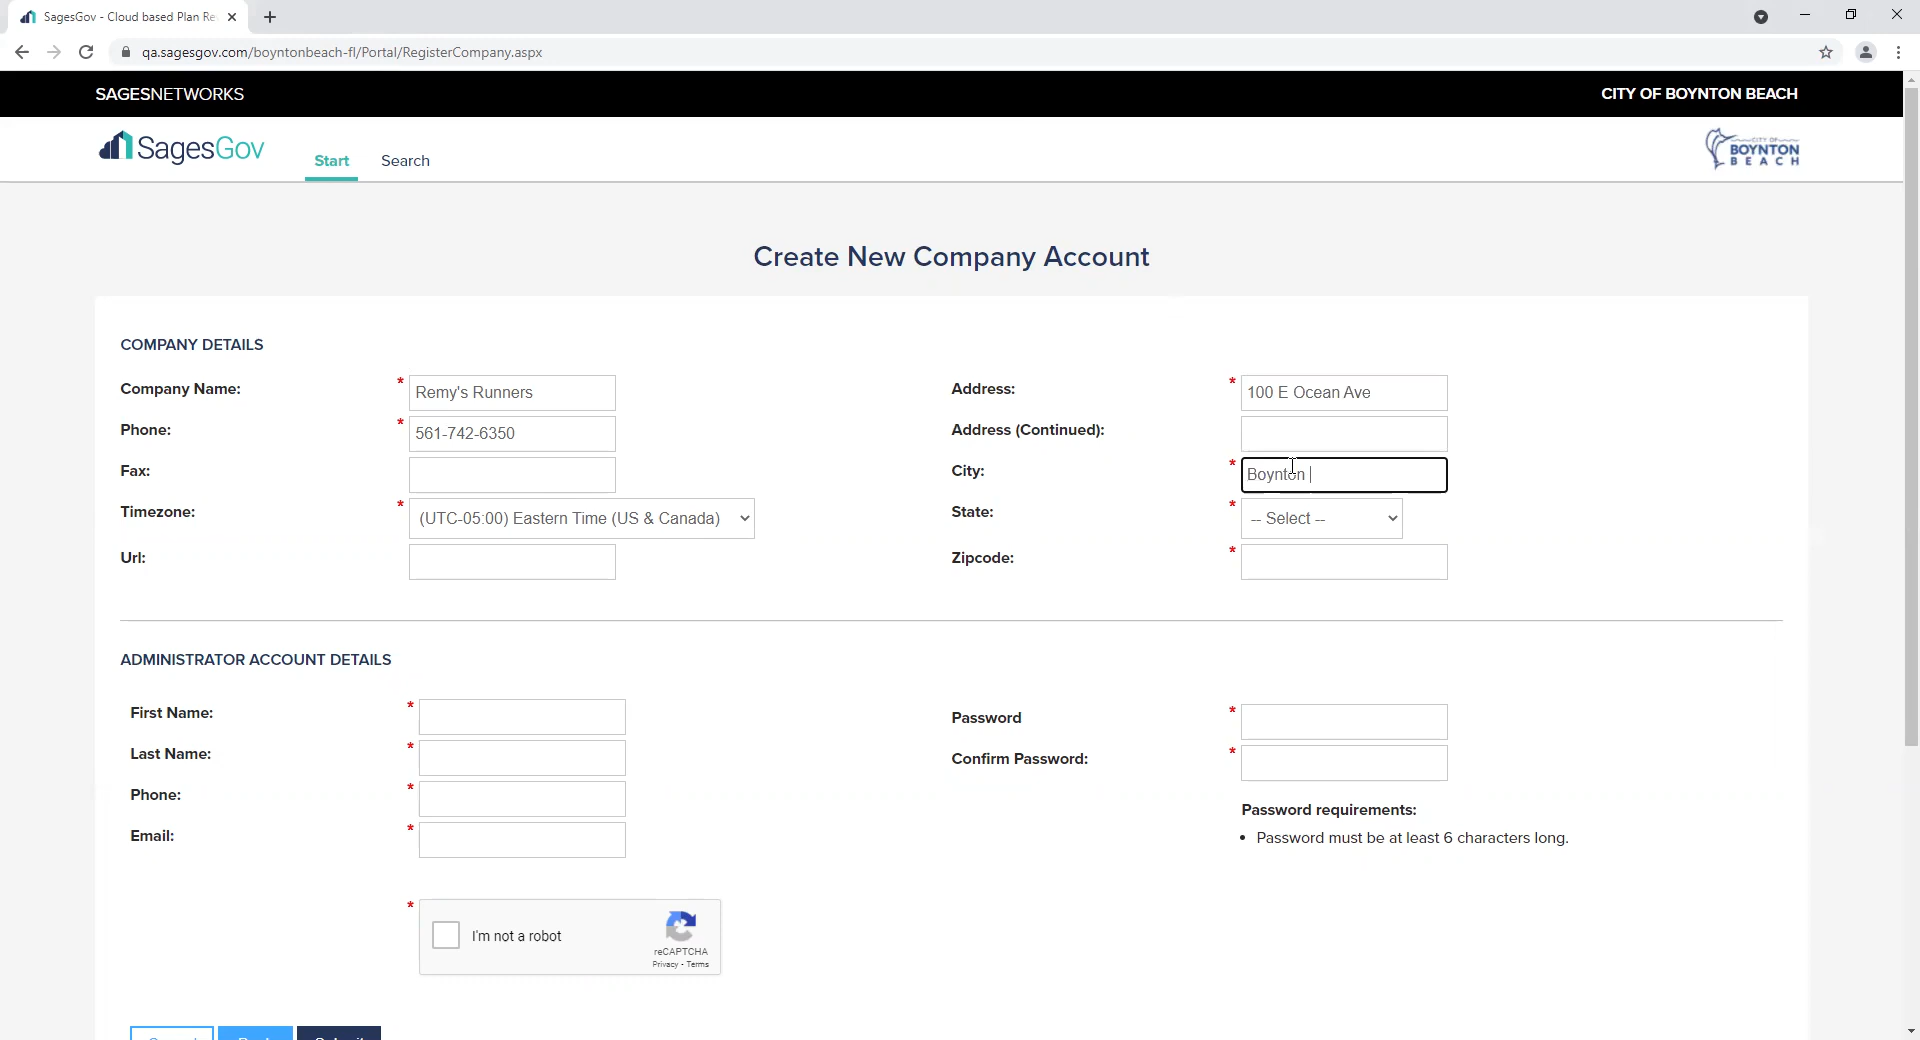 SagesGov - Cloud based Plan Re
qa.sagesgov.com/boyntonbeach-fl/Portal/RegisterCompany.aspx
SAGESNETWORKS
CITY OF BOYNTON BEACH
SagesGov
Start
Search
CITY OF
BOYNTON
BEACH
Create New Company Account
COMPANY DETAILS
Company Name: * Remy's Runners
Address: * 100 E Ocean Ave
Phone: * 561-742-6350
Address (Continued):
Fax:
City: * Boynton
Timezone: * (UTC-05:00) Eastern Time (US & Canada)
State: * -- Select --
Url:
Zipcode: *
ADMINISTRATOR ACCOUNT DETAILS
First Name: *
Password *
Last Name: *
Confirm Password: *
Phone: *
Password requirements:
Email: *
• Password must be at least 6 characters long.
* I'm not a robot
reCAPTCHA
Privacy - Terms